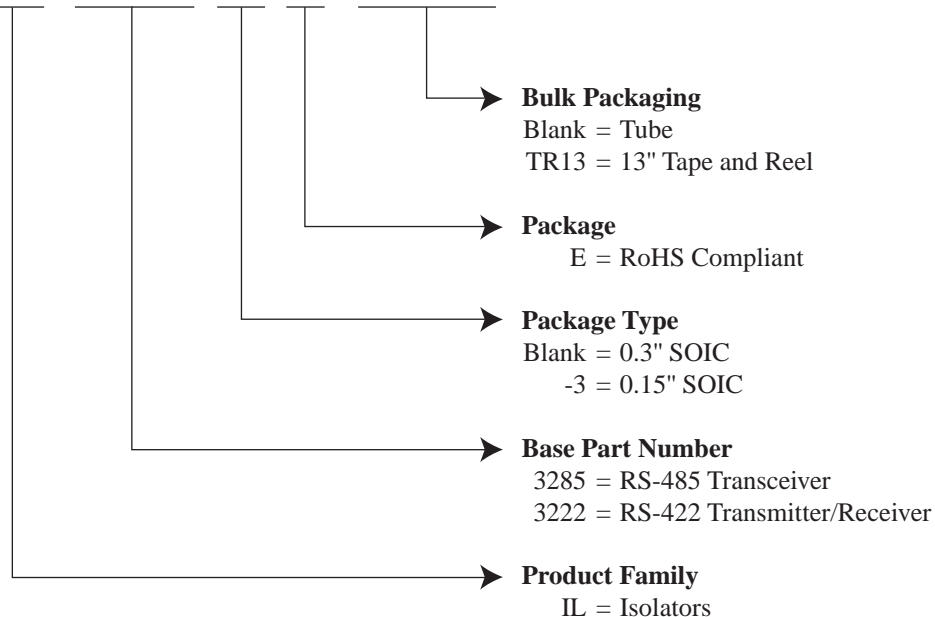 Bulk Packaging
Blank = Tube
TR13 = 13" Tape and Reel
Package
E = RoHS Compliant
Package Type
Blank = 0.3" SOIC
-3 = 0.15" SOIC
Base Part Number
3285 = RS-485 Transceiver
3222 = RS-422 Transmitter/Receiver
Product Family
IL = Isolators